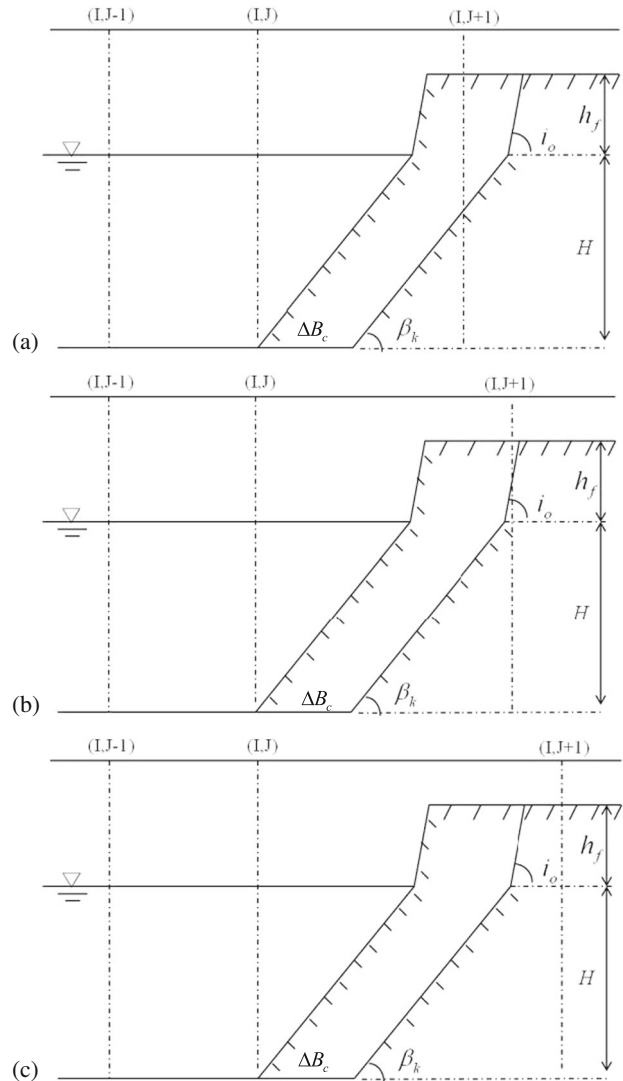 (I,J-1) (I,J) (I,J+1)
h_f
i_o
H
(a) ΔB_c β_k
(I,J-1) (I,J) (I,J+1)
h_f
i_o
H
(b) ΔB_c β_k
(I,J-1) (I,J) (I,J+1)
h_f
i_o
H
(c) ΔB_c β_k